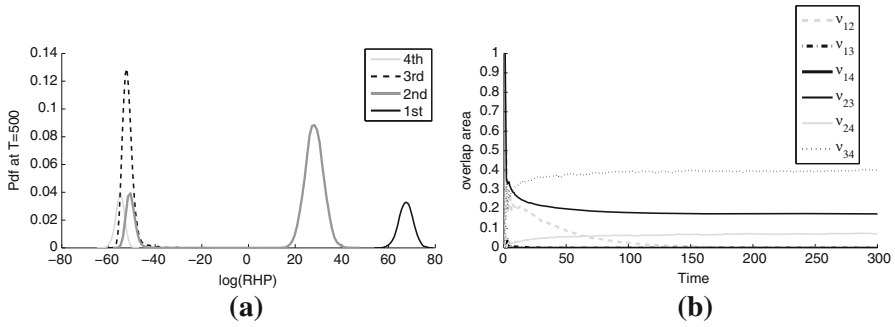 0.14
0.12
0.1
0.08
0.06
0.04
0.02
0
Pdf at T=500
4th
3rd
2nd
1st
−80 −60 −40 −20 0 20 40 60 80
log(RHP)
(a)
1
0.9
0.8
0.7
0.6
0.5
0.4
0.3
0.2
0.1
0
overlap area
ν12
ν13
ν14
ν23
ν24
ν34
0 50 100 150 200 250 300
Time
(b)